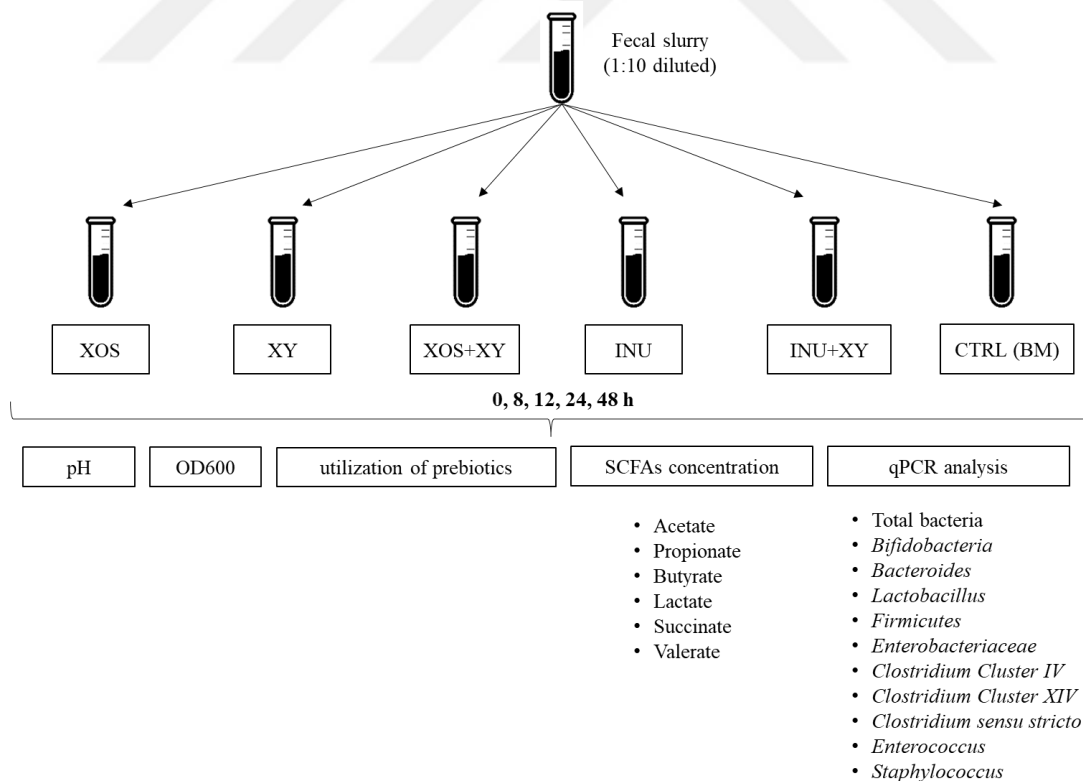 Fecal slurry
(1:10 diluted)
XOS
XY
XOS+XY
INU
INU+XY
CTRL (BM)
0, 8, 12, 24, 48 h
pH
OD600
utilization of prebiotics
SCFAs concentration
qPCR analysis
• Acetate
• Propionate
• Butyrate
• Lactate
• Succinate
• Valerate
• Total bacteria
• Bifidobacteria
• Bacteroides
• Lactobacillus
• Firmicutes
• Enterobacteriaceae
• Clostridium Cluster IV
• Clostridium Cluster XIV
• Clostridium sensu stricto
• Enterococcus
• Staphylococcus